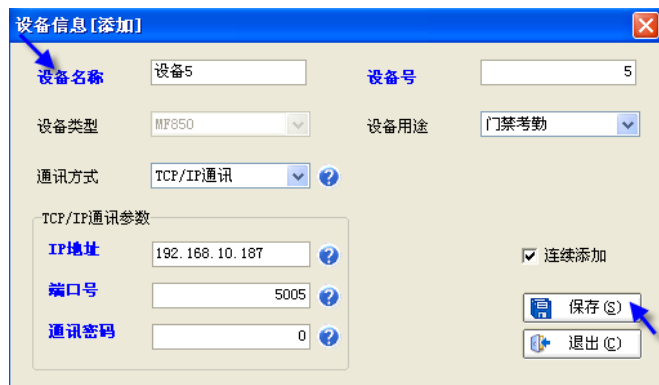 设备信息[添加]
设备名称 设备5 设备号 5
设备类型 MF850 设备用途 门禁考勤
通讯方式 TCP/IP通讯
TCP/IP通讯参数
IP地址 192.168.10.187
连续添加
端口号 5005
保存(S)
通讯密码 0
退出(C)